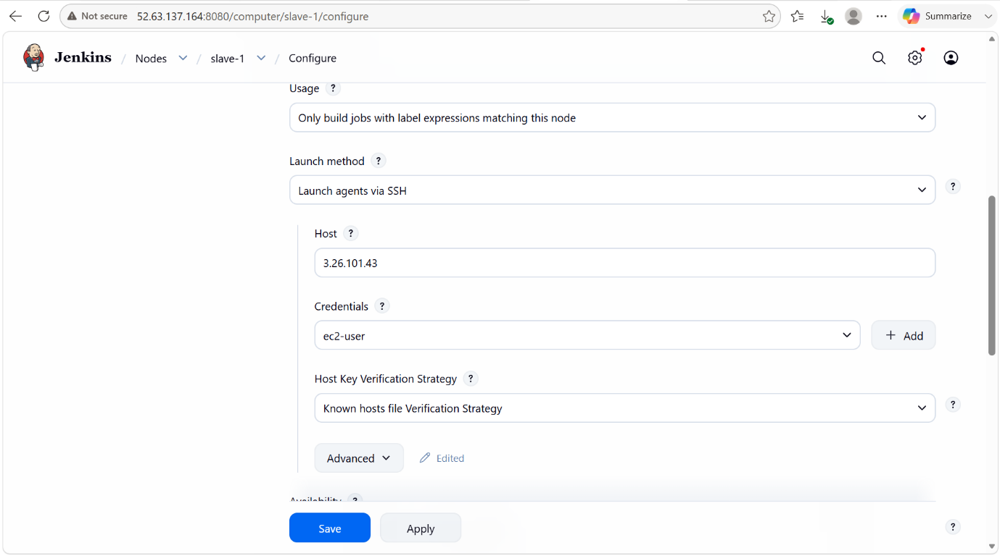 Not secure 52.63.137.164:8080/computer/slave-1/configure Summarize
Jenkins / Nodes / slave-1 / Configure
Usage ?
Only build jobs with label expressions matching this node
Launch method ?
Launch agents via SSH ?
Host ?
3.26.101.43
Credentials ?
ec2-user + Add
Host Key Verification Strategy ?
Known hosts file Verification Strategy ?
Advanced Edited
Availability ?
Save Apply ?